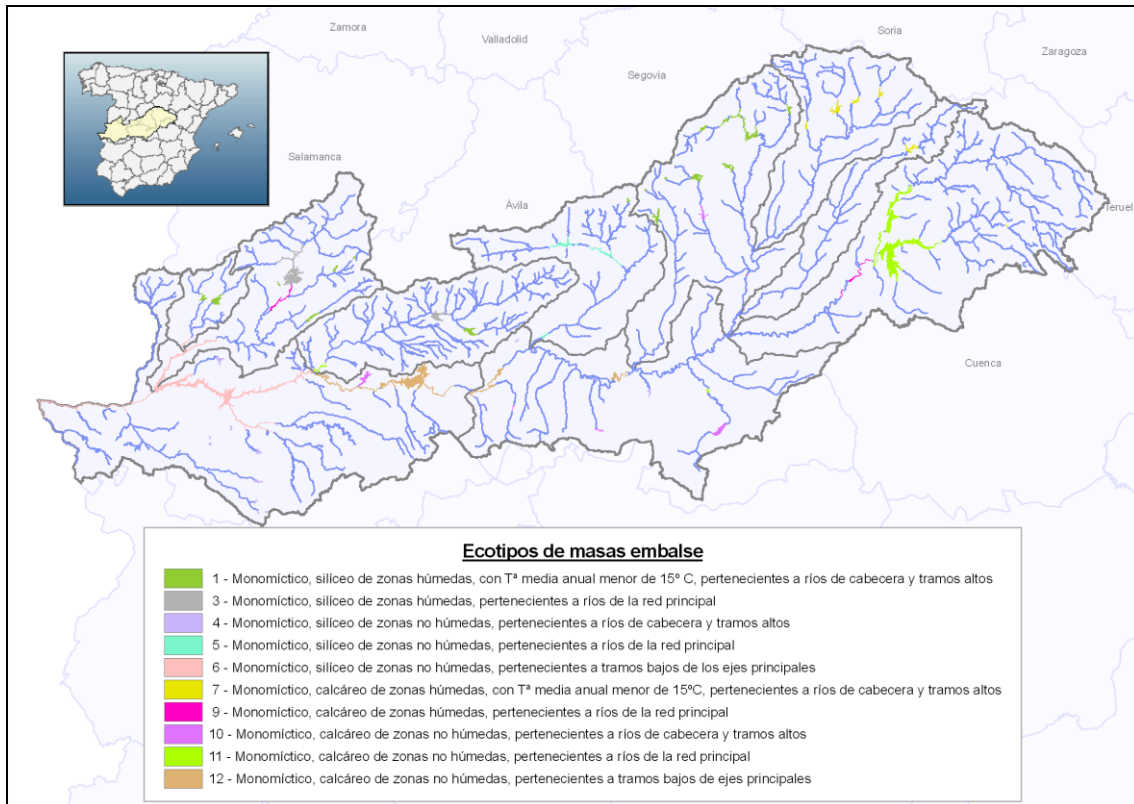 Zamora
Valladolid
Soria
Zaragoza
Segovia
Salamanca
Ávila
Teruel
Cuenca
Ecotipos de masas embalse
1 - Monomíctico, silíceo de zonas húmedas, con Tª media anual menor de 15º C, pertenecientes a ríos de cabecera y tramos altos
3 - Monomíctico, silíceo de zonas húmedas, pertenecientes a ríos de la red principal
4 - Monomíctico, silíceo de zonas no húmedas, pertenecientes a ríos de cabecera y tramos altos
5 - Monomíctico, silíceo de zonas no húmedas, pertenecientes a ríos de la red principal
6 - Monomíctico, silíceo de zonas no húmedas, pertenecientes a tramos bajos de los ejes principales
7 - Monomíctico, calcáreo de zonas húmedas, con Tª media anual menor de 15ºC, pertenecientes a ríos de cabecera y tramos altos
9 - Monomíctico, calcáreo de zonas húmedas, pertenecientes a ríos de la red principal
10 - Monomíctico, calcáreo de zonas no húmedas, pertenecientes a ríos de cabecera y tramos altos
11 - Monomíctico, calcáreo de zonas no húmedas, pertenecientes a ríos de la red principal
12 - Monomíctico, calcáreo de zonas no húmedas, pertenecientes a tramos bajos de ejes principales